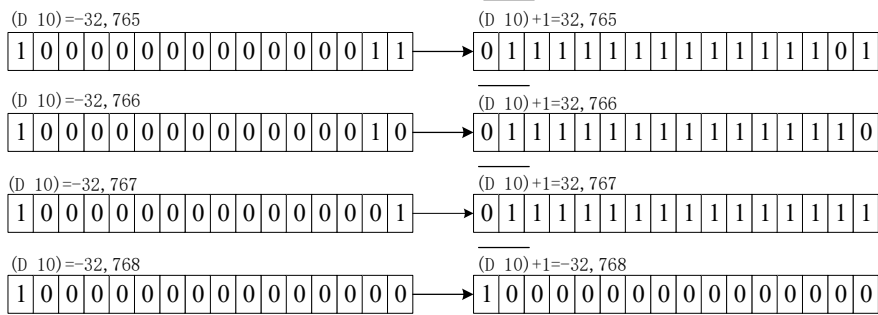 (D 10)=-32,765
(D 10)+1=32,765
1 0 0 0 0 0 0 0 0 0 0 0 0 0 1 1
0 1 1 1 1 1 1 1 1 1 1 1 1 1 0 1
(D 10)=-32,766
(D 10)+1=32,766
1 0 0 0 0 0 0 0 0 0 0 0 0 0 1 0
0 1 1 1 1 1 1 1 1 1 1 1 1 1 1 0
(D 10)=-32,767
(D 10)+1=32,767
1 0 0 0 0 0 0 0 0 0 0 0 0 0 0 1
0 1 1 1 1 1 1 1 1 1 1 1 1 1 1 1
(D 10)=-32,768
(D 10)+1=-32,768
1 0 0 0 0 0 0 0 0 0 0 0 0 0 0 0
1 0 0 0 0 0 0 0 0 0 0 0 0 0 0 0